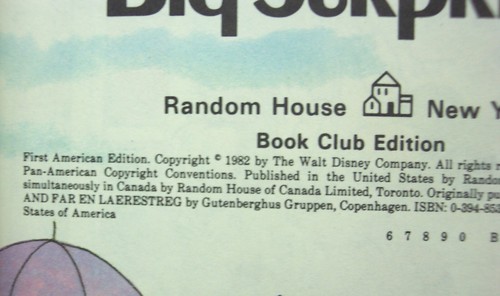 Big Surpri
Random House New Y
Book Club Edition
First American Edition. Copyright © 1982 by The Walt Disney Company. All rights r
Pan-American Copyright Conventions. Published in the United States by Rando
simultaneously in Canada by Random House of Canada Limited, Toronto. Originally pu
AND FAR EN LAERESTREG by Gutenberghus Gruppen, Copenhagen. ISBN: 0-394-853
States of America
6 7 8 9 0 B